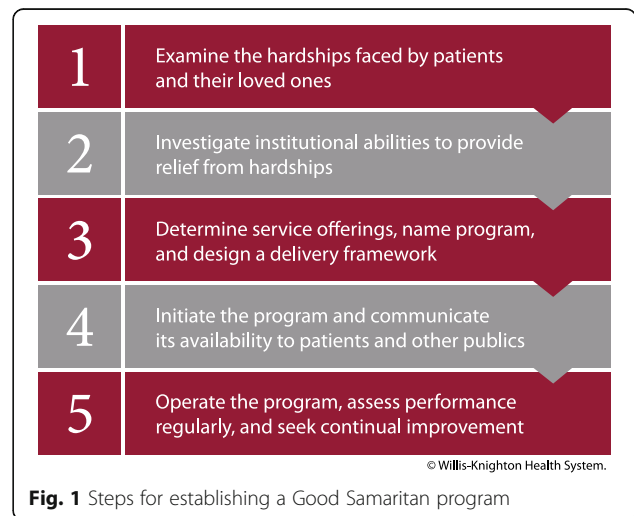 1
Examine the hardships faced by patients
and their loved ones
2
Investigate institutional abilities to provide
relief from hardships
3
Determine service offerings, name program,
and design a delivery framework
4
Initiate the program and communicate
its availability to patients and other publics
5
Operate the program, assess performance
regularly, and seek continual improvement
© Willis-Knighton Health System.
Fig. 1 Steps for establishing a Good Samaritan program